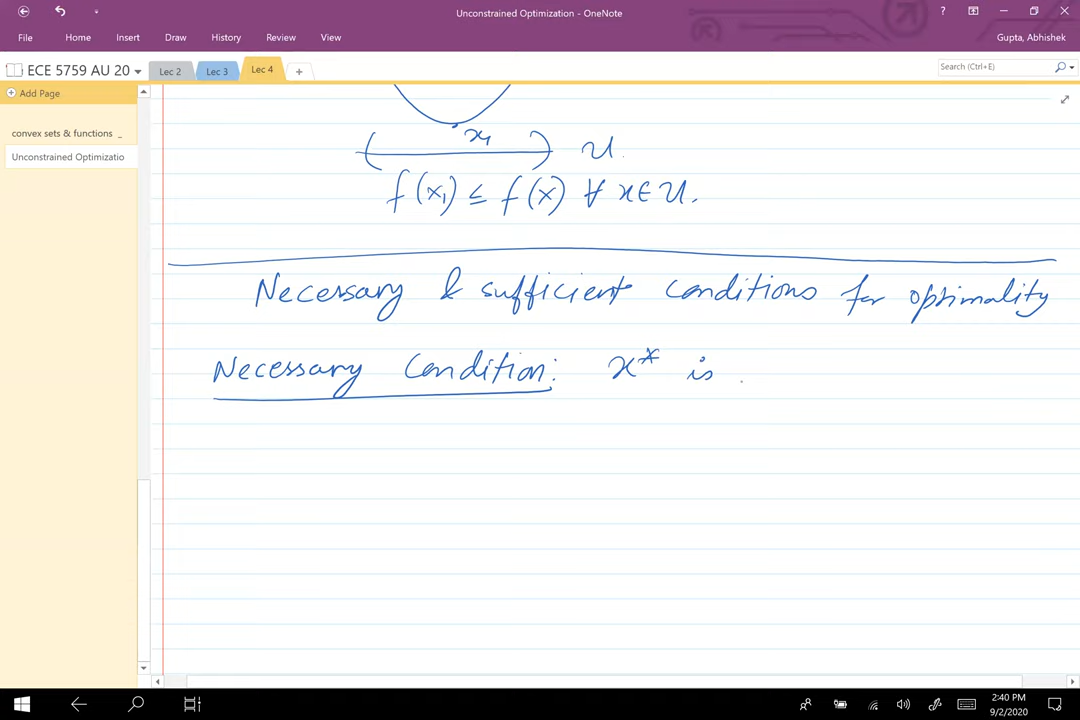 Unconstrained Optimization - OneNote
File Home Insert Draw History Review View
Gupta, Abhishek
ECE 5759 AU 20
Lec 2 Lec 3 Lec 4 +
Search (Ctrl+E)
Add Page
convex sets & functions _
Unconstrained Optimizatio
x₁
( ) U.
f(x₁) ≤ f(x) ∀ x ∈ U.
Necessary & sufficient conditions for optimality
Necessary Condition: x* is
2:40 PM
9/2/2020